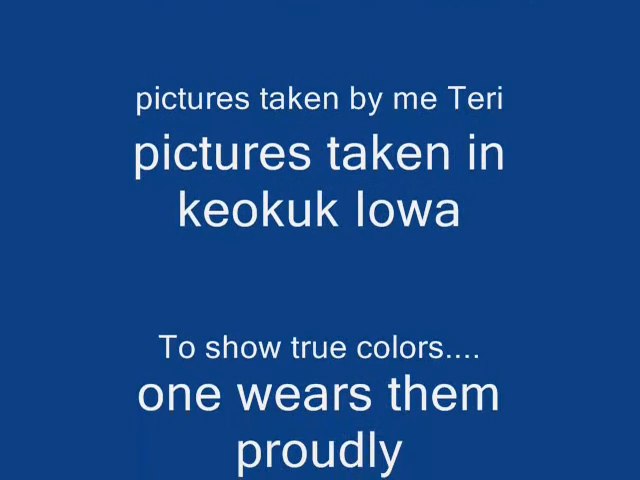 pictures taken by me Teri
pictures taken in
keokuk Iowa
To show true colors....
one wears them
proudly